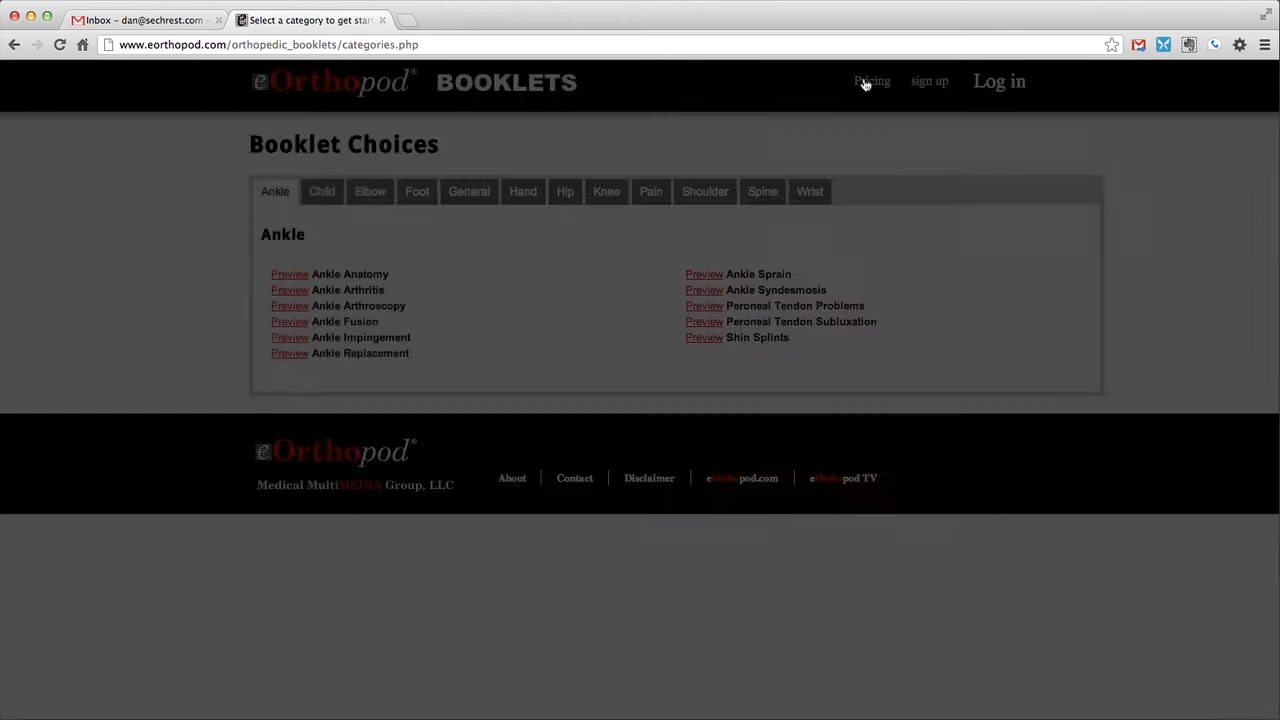 Inbox – dan@sechrest.com
Select a category to get star
www.eorthopod.com/orthopedic_booklets/categories.php
eOrthopod® BOOKLETS
Pricing sign up Log in
Booklet Choices
Ankle Child Elbow Foot General Hand Hip Knee Pain Shoulder Spine Wrist
Ankle
Preview Ankle Anatomy
Preview Ankle Arthritis
Preview Ankle Arthroscopy
Preview Ankle Fusion
Preview Ankle Impingement
Preview Ankle Replacement
Preview Ankle Sprain
Preview Ankle Syndesmosis
Preview Peroneal Tendon Problems
Preview Peroneal Tendon Subluxation
Preview Shin Splints
eOrthopod®
Medical MultiMEDIA Group, LLC
About Contact Disclaimer eOrthopod.com eOrthopod TV